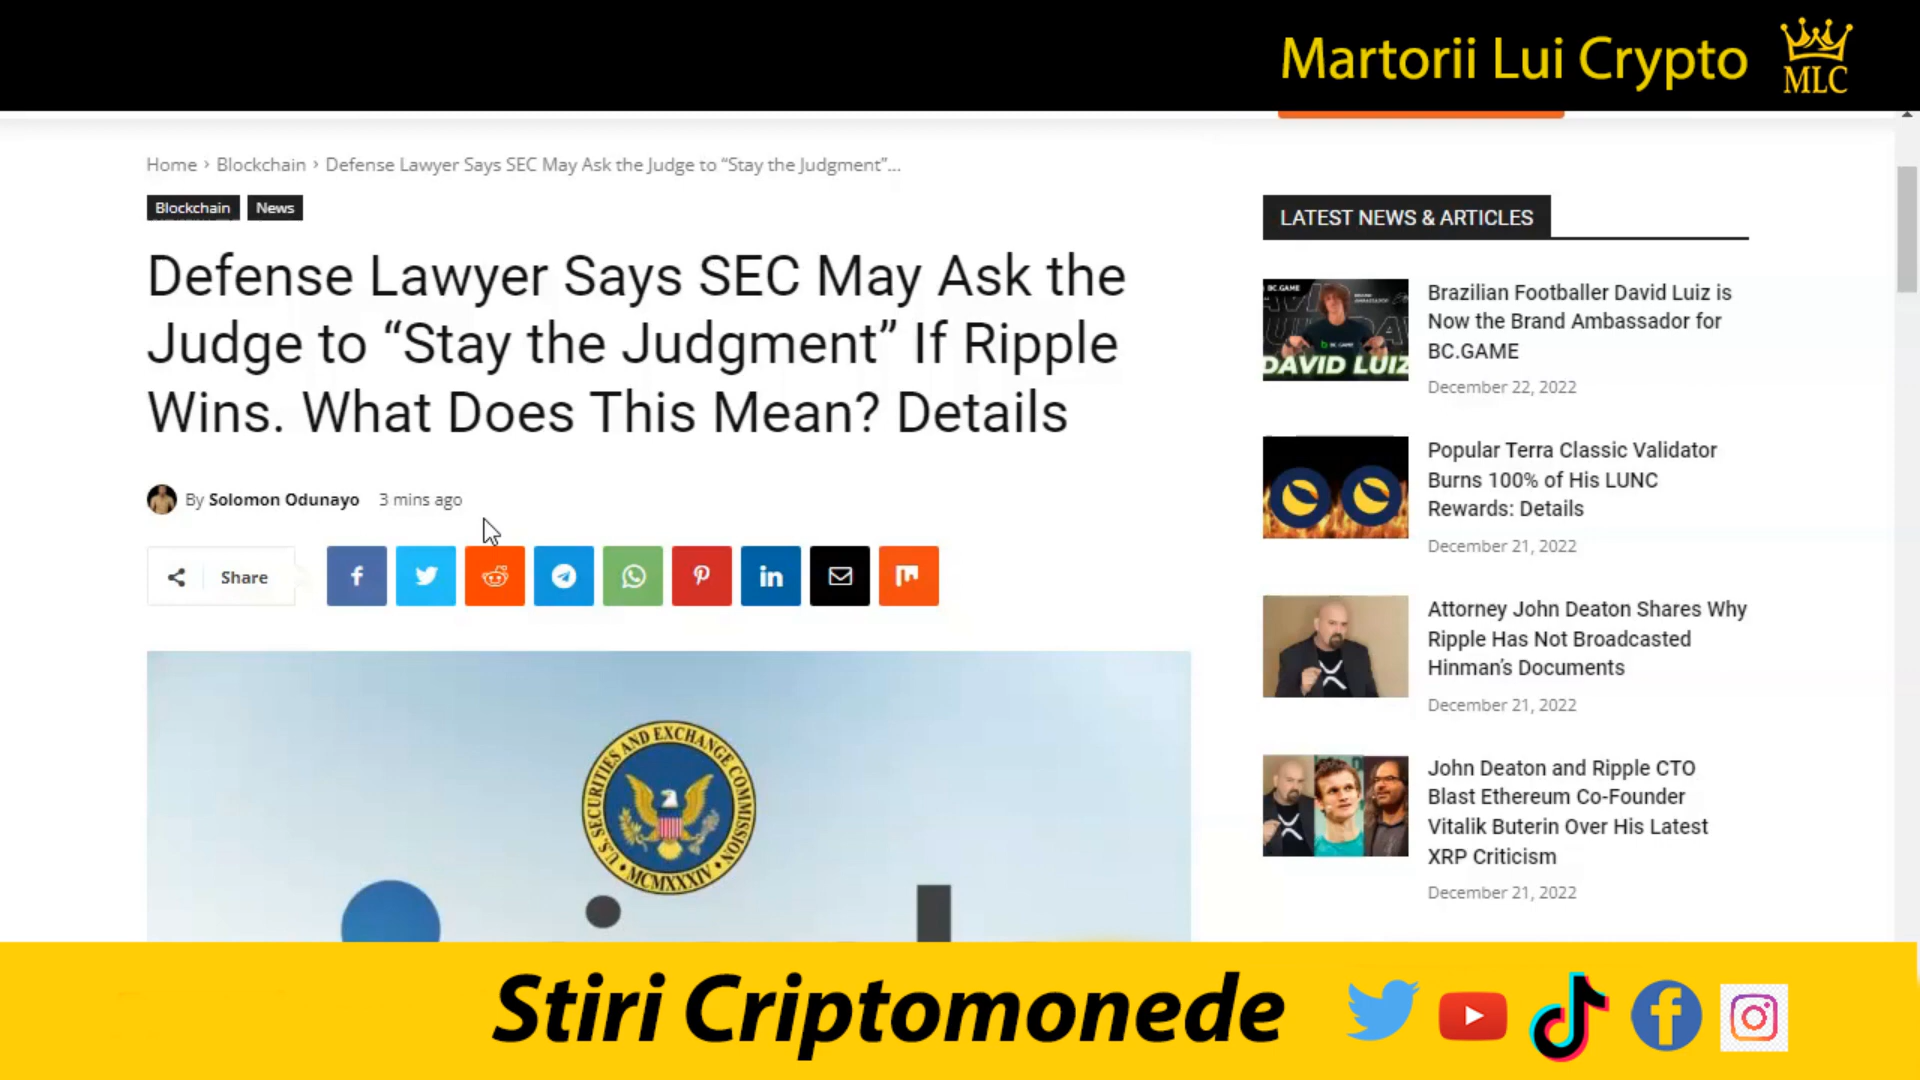 Martorii Lui Crypto
MLC
Home › Blockchain › Defense Lawyer Says SEC May Ask the Judge to “Stay the Judgment”...
Blockchain News
Defense Lawyer Says SEC May Ask the
Judge to “Stay the Judgment” If Ripple
Wins. What Does This Mean? Details
By Solomon Odunayo 3 mins ago
Share
SECURITIES AND EXCHANGE COMMISSION
U.S.
MCMXXXIV
LATEST NEWS & ARTICLES
BC.GAME
DAVID LUIZ
Brazilian Footballer David Luiz is
Now the Brand Ambassador for
BC.GAME
December 22, 2022
Popular Terra Classic Validator
Burns 100% of His LUNC
Rewards: Details
December 21, 2022
Attorney John Deaton Shares Why
Ripple Has Not Broadcasted
Hinman’s Documents
December 21, 2022
John Deaton and Ripple CTO
Blast Ethereum Co-Founder
Vitalik Buterin Over His Latest
XRP Criticism
December 21, 2022
Stiri Criptomonede